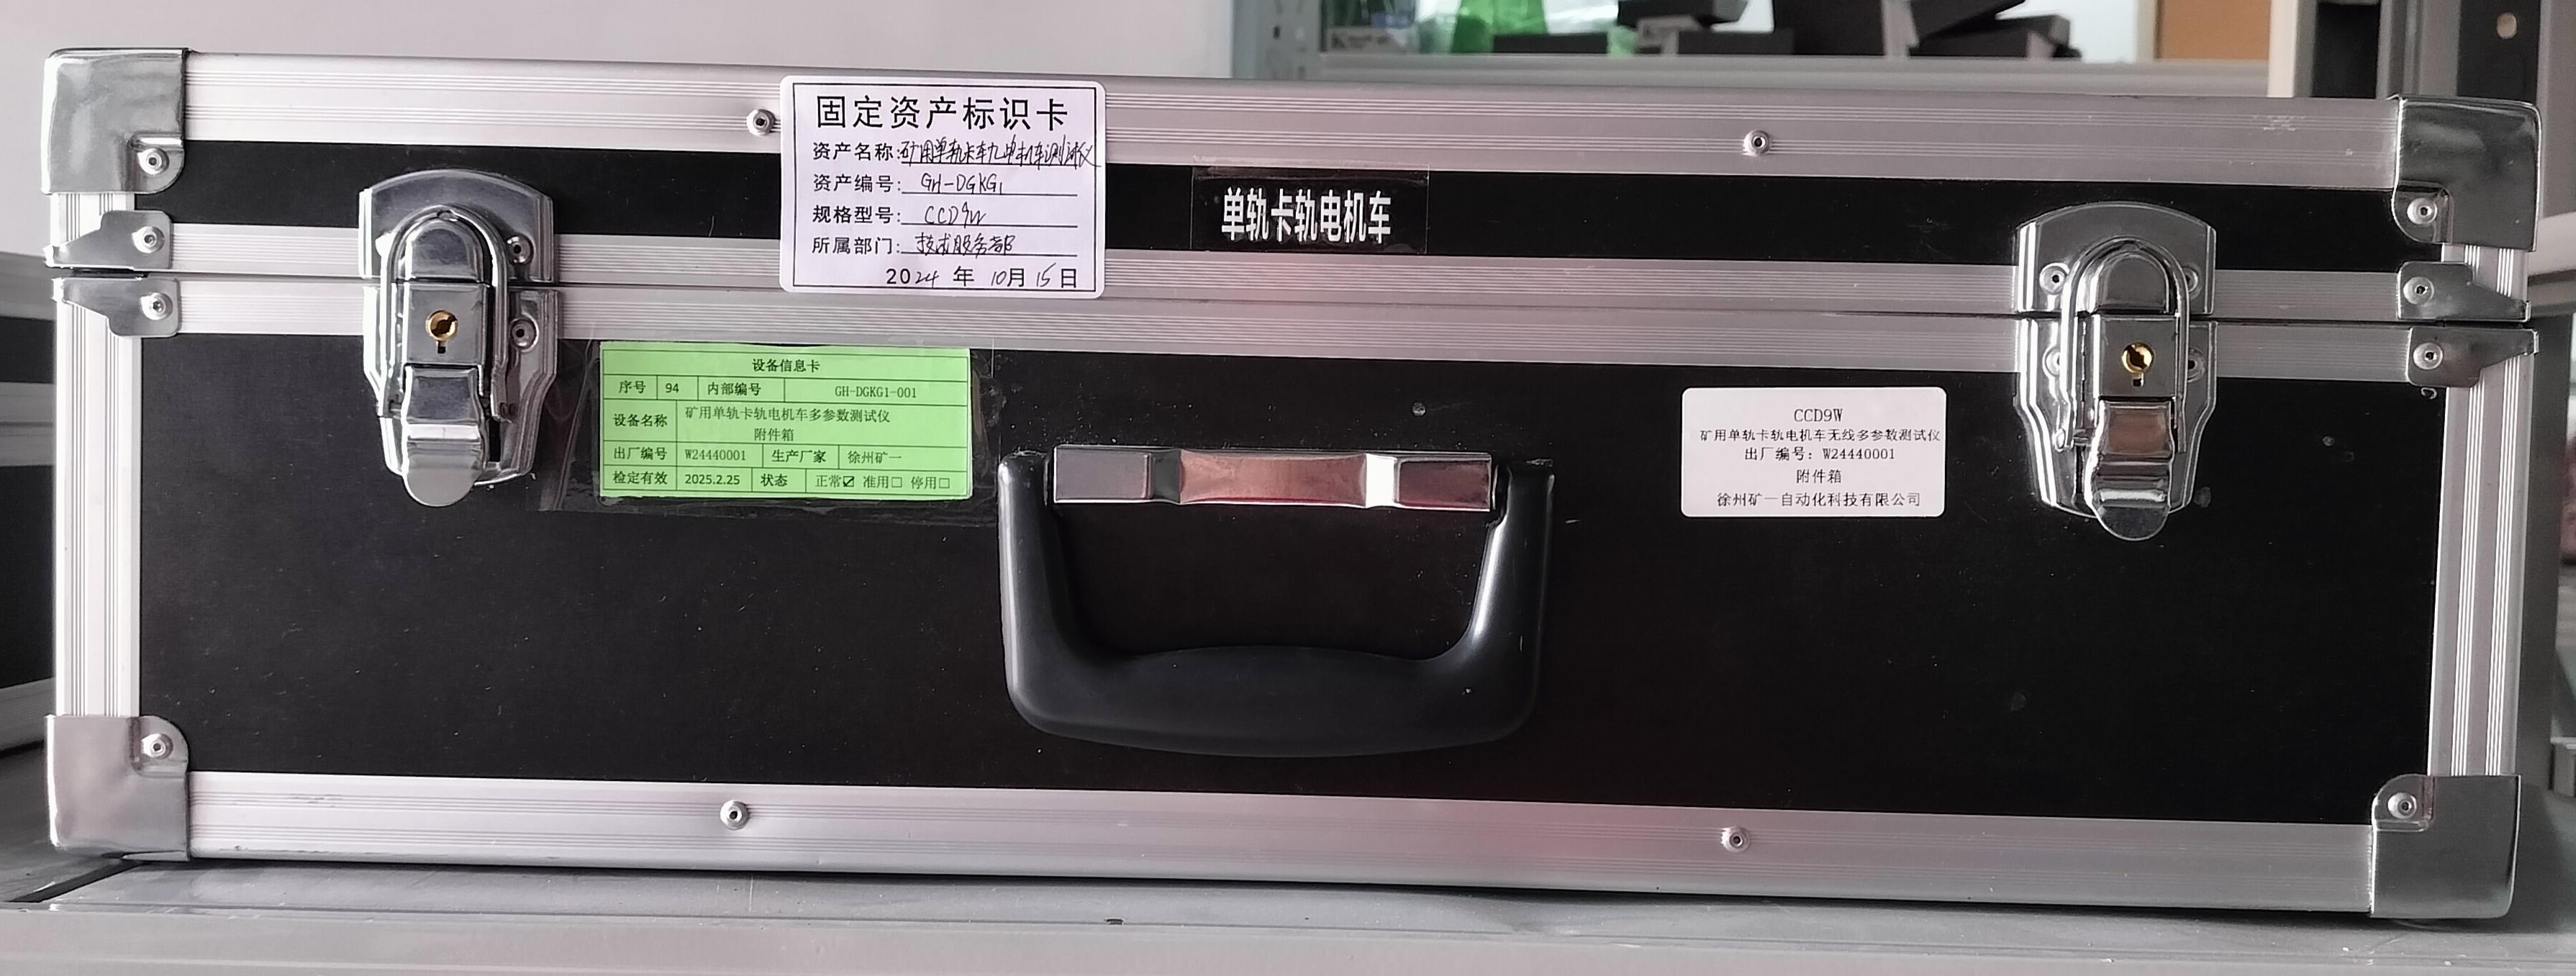 固定资产标识卡
资产名称:矿用单轨卡轨电机车测试仪
资产编号: GH-DGKG1
规格型号: CCD9W
所属部门: 技术服务部
2024 年 10月 15日
单轨卡轨电机车
设备信息卡
序号 94 内部编号 GH-DGKG1-001
设备名称 矿用单轨卡轨电机车多参数测试仪
附件箱
出厂编号 W24440001 生产厂家 徐州矿一
检定有效 2025.2.25 状态 正常☑ 准用□ 停用□
CCD9W
矿用单轨卡轨电机车无线多参数测试仪
出厂编号: W24440001
附件箱
徐州矿一自动化科技有限公司